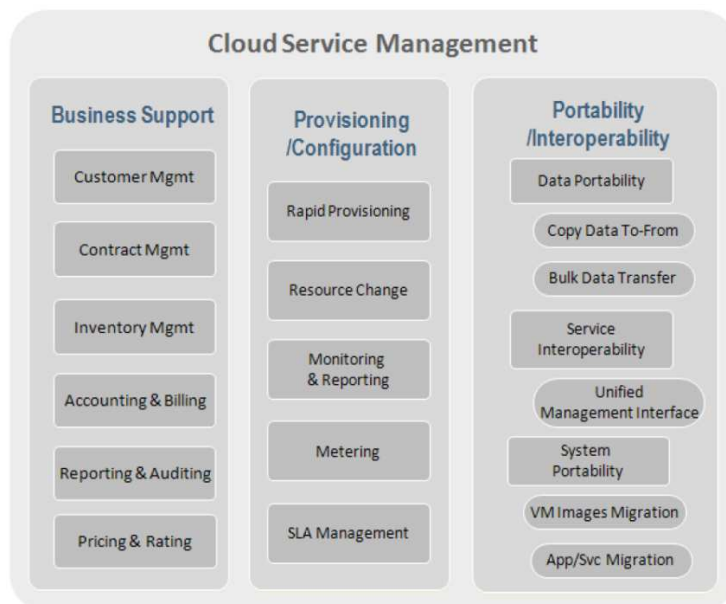 Cloud Service Management
Business Support
Customer Mgmt
Contract Mgmt
Inventory Mgmt
Accounting & Billing
Reporting & Auditing
Pricing & Rating
Provisioning
/Configuration
Rapid Provisioning
Resource Change
Monitoring
& Reporting
Metering
SLA Management
Portability
/Interoperability
Data Portability
Copy Data To-From
Bulk Data Transfer
Service
Interoperability
Unified
Management Interface
System
Portability
VM Images Migration
App/Svc Migration